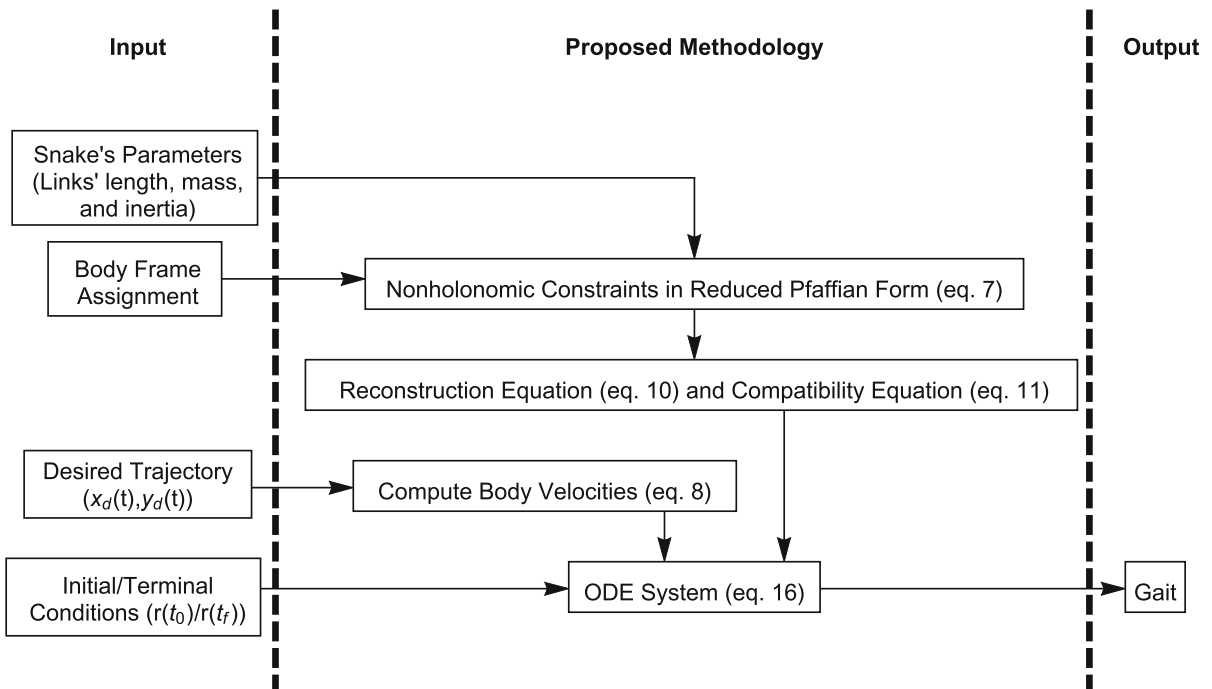 Input
Proposed Methodology
Output
Snake's Parameters
(Links' length, mass,
and inertia)
Body Frame
Assignment
Nonholonomic Constraints in Reduced Pfaffian Form (eq. 7)
Reconstruction Equation (eq. 10) and Compatibility Equation (eq. 11)
Desired Trajectory
(x_d(t),y_d(t))
Compute Body Velocities (eq. 8)
Initial/Terminal
Conditions (r(t_0)/r(t_f))
ODE System (eq. 16)
Gait